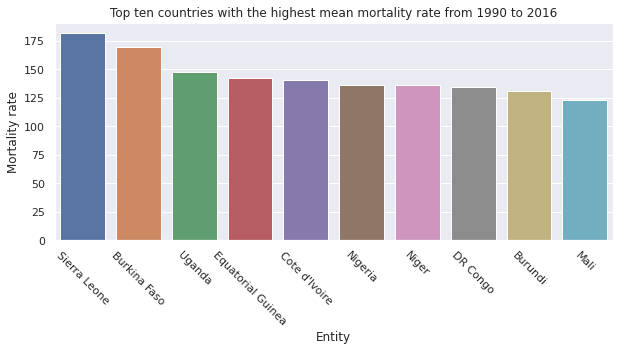 Top ten countries with the highest mean mortality rate from 1990 to 2016
175
150
125
100
75
50
25
0
Mortality rate
Sierra Leone
Burkina Faso
Uganda
Equatorial Guinea
Cote d'Ivoire
Nigeria
Niger
DR Congo
Burundi
Mali
Entity